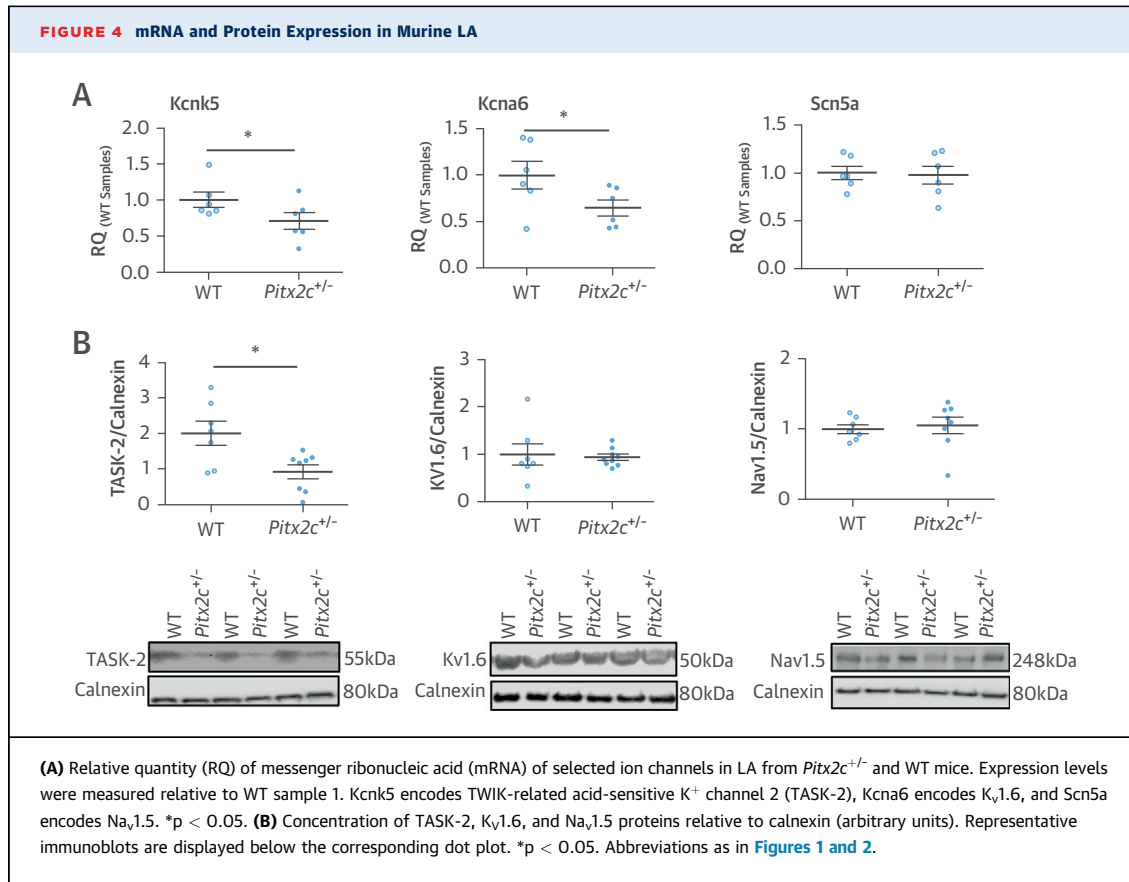 FIGURE 4 mRNA and Protein Expression in Murine LA
A
Kcnk5
RQ (WT Samples)
2.0
1.5
1.0
0.5
0.0
*
WT
Pitx2c+/-
Kcna6
RQ (WT Samples)
1.5
1.0
0.5
0.0
*
WT
Pitx2c+/-
Scn5a
RQ (WT Samples)
1.5
1.0
0.5
0.0
WT
Pitx2c+/-
B
TASK-2/Calnexin
4
3
2
1
0
*
WT
Pitx2c+/-
KV1.6/Calnexin
3
2
1
0
WT
Pitx2c+/-
Nav1.5/Calnexin
2
1
0
WT
Pitx2c+/-
WT Pitx2c+/- WT Pitx2c+/- WT Pitx2c+/-
TASK-2 55kDa
Calnexin 80kDa
WT Pitx2c+/- WT Pitx2c+/- WT Pitx2c+/-
Kv1.6 50kDa
Calnexin 80kDa
WT Pitx2c+/- WT Pitx2c+/- WT Pitx2c+/-
Nav1.5 248kDa
Calnexin 80kDa
(A) Relative quantity (RQ) of messenger ribonucleic acid (mRNA) of selected ion channels in LA from Pitx2c+/- and WT mice. Expression levels
were measured relative to WT sample 1. Kcnk5 encodes TWIK-related acid-sensitive K+ channel 2 (TASK-2), Kcna6 encodes Kv1.6, and Scn5a
encodes Nav1.5. *p < 0.05. (B) Concentration of TASK-2, Kv1.6, and Nav1.5 proteins relative to calnexin (arbitrary units). Representative
immunoblots are displayed below the corresponding dot plot. *p < 0.05. Abbreviations as in Figures 1 and 2.